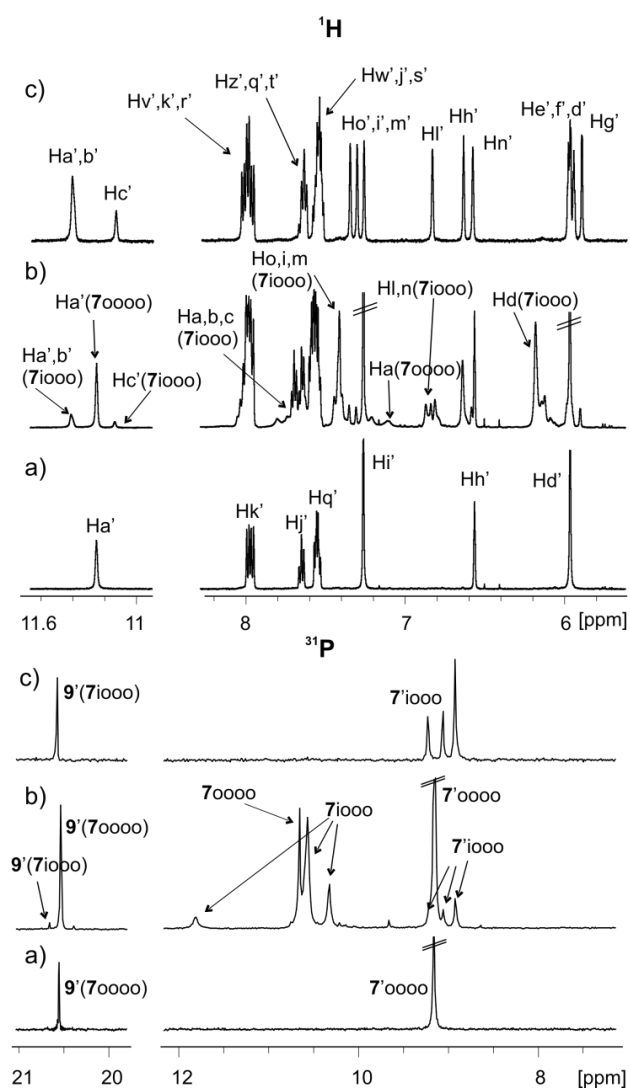 ¹H
c)
Hv',k',r'
Hz',q',t'
Hw',j',s'
Ha',b'
Hc'
Ho',i',m'
Hl'
Hh'
Hn'
He',f',d'
Hg'
b)
Ha'(7oooo)
Ha',b'
(7iooo)
Hc'(7iooo)
Ha,b,c
(7iooo)
Ho,i,m
(7iooo)
Ha(7oooo)
Hl,n(7iooo)
Hd(7iooo)
a)
Ha'
Hk'
Hj'
Hq'
Hi'
Hh'
Hd'
11.6 11 8 7 6 [ppm]
³¹P
c)
9'(7iooo)
7'iooo
b)
9'(7iooo)
9'(7oooo)
7oooo
7iooo
7'oooo
7'iooo
a)
9'(7oooo)
7'oooo
21 20 12 10 8 [ppm]